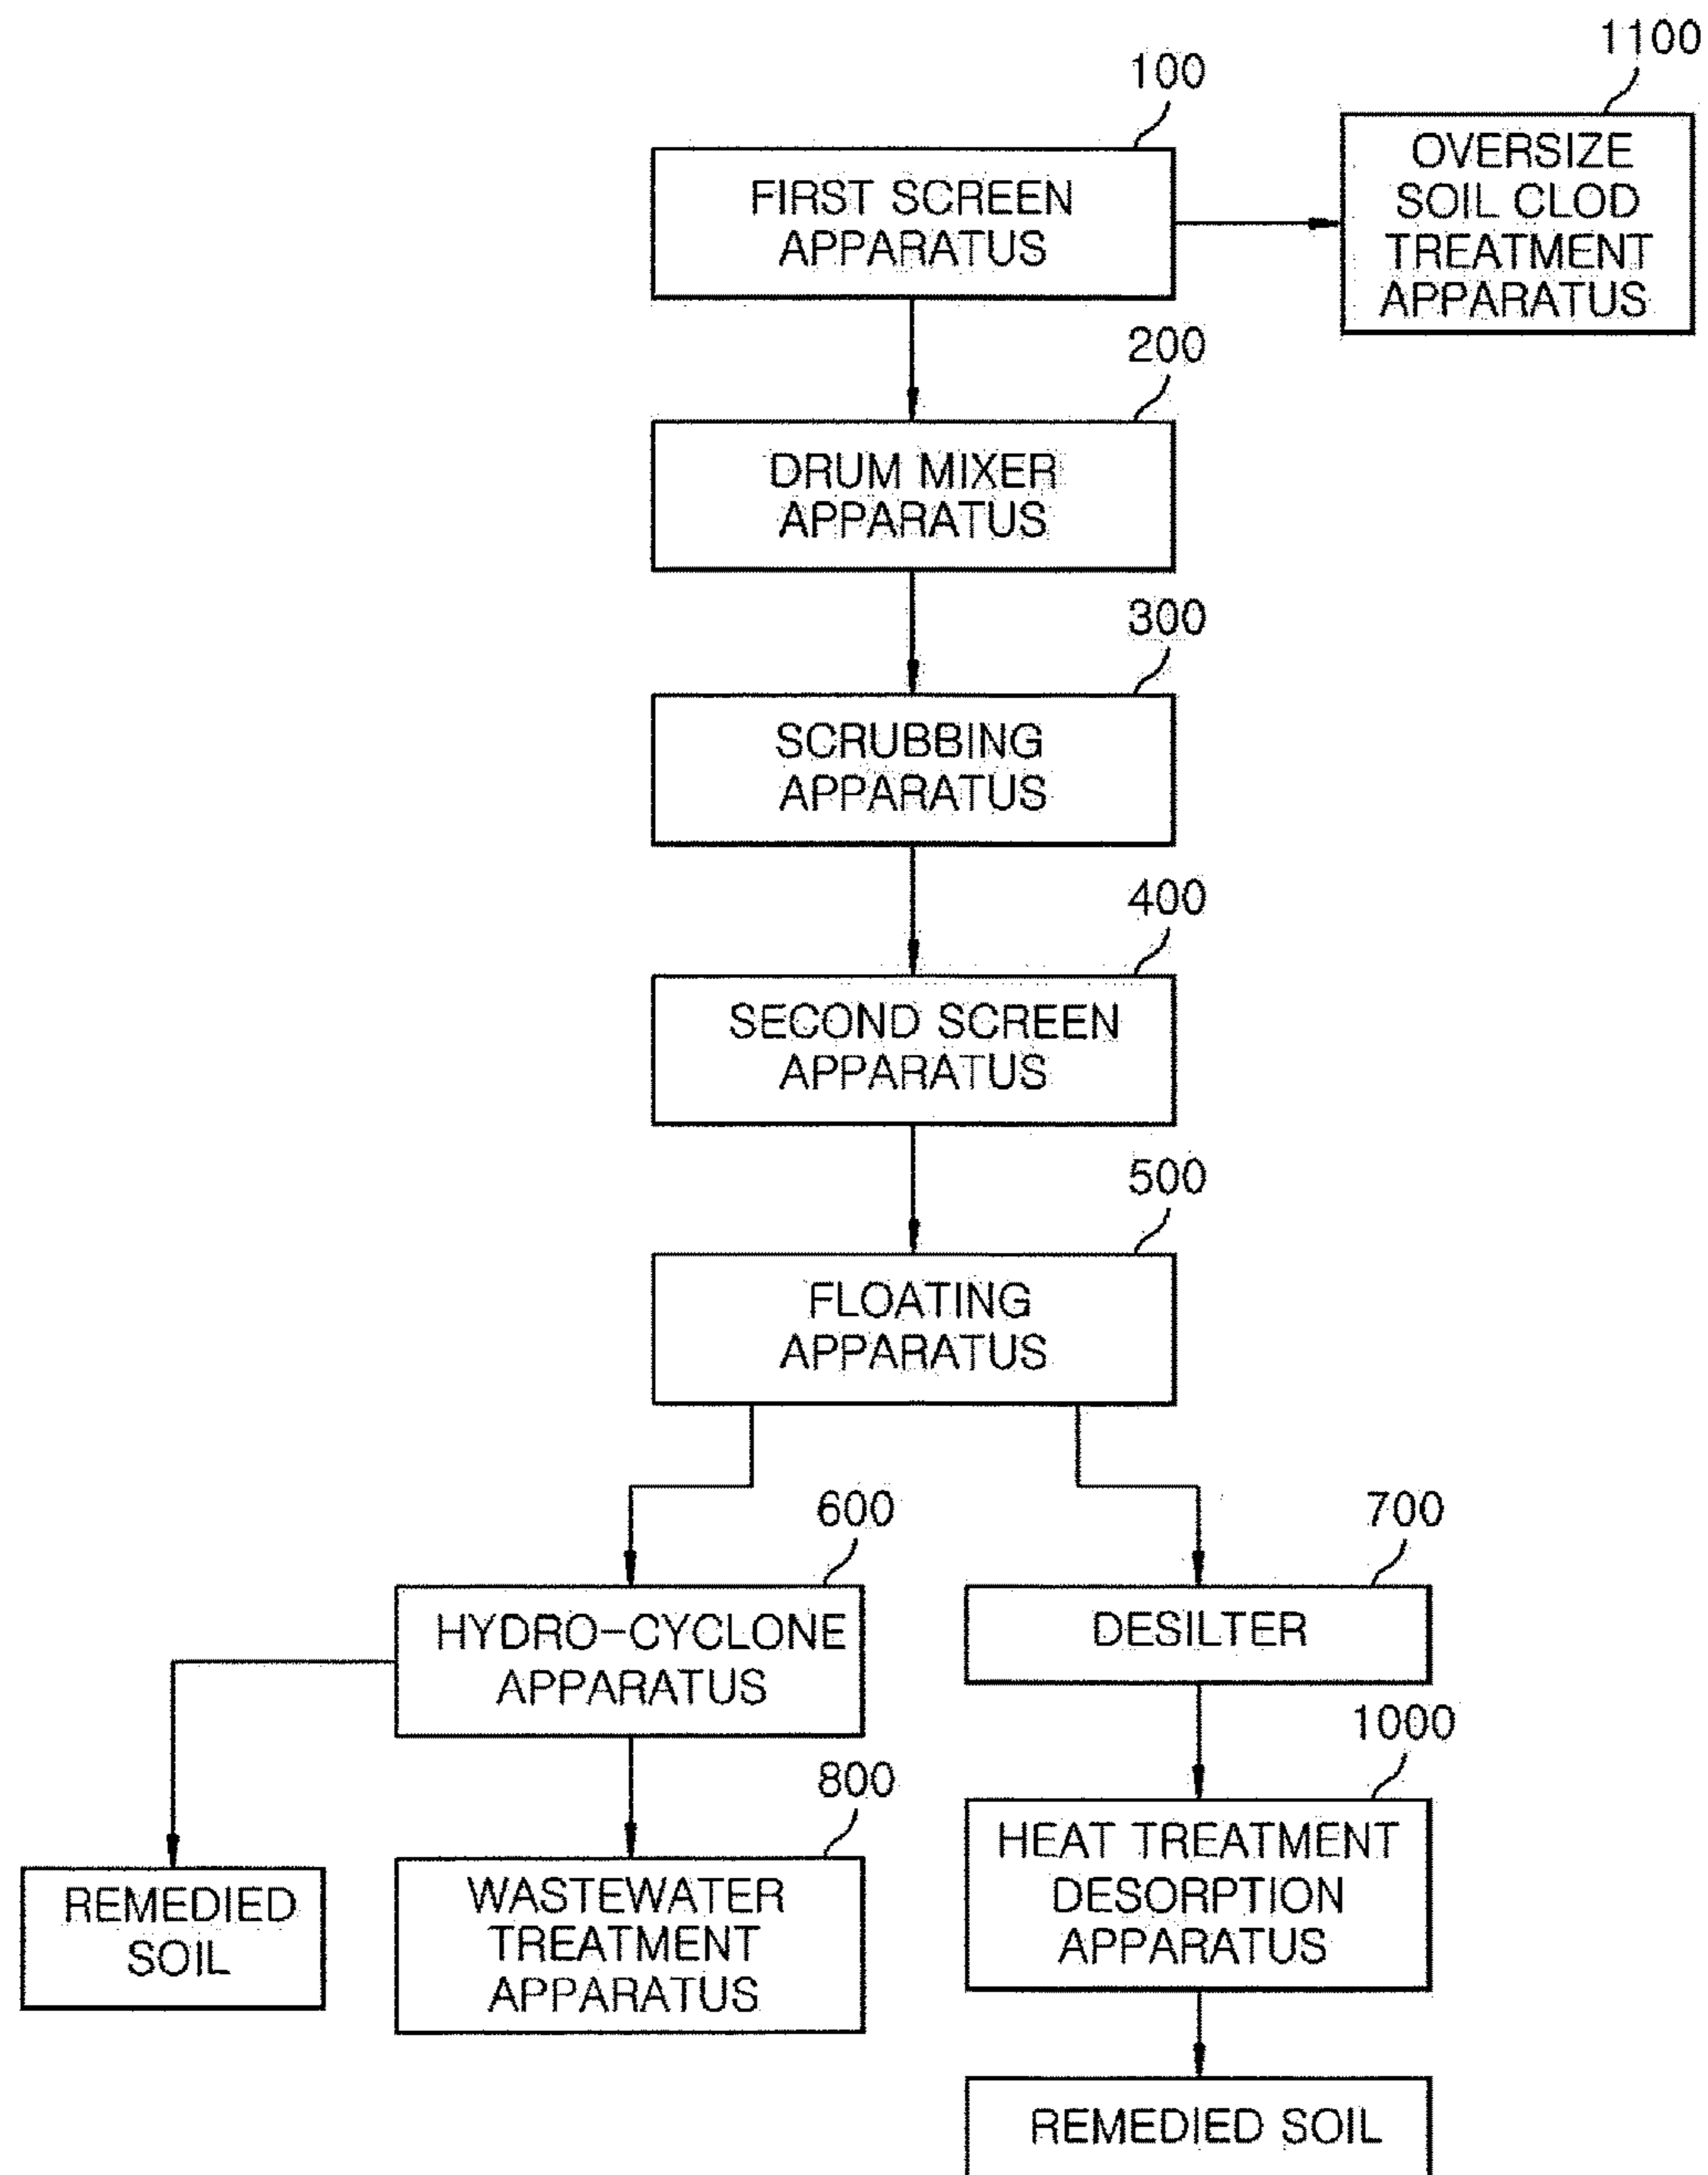 1100
100
OVERSIZE
SOIL CLOD
TREATMENT
APPARATUS
FIRST SCREEN
APPARATUS
200
DRUM MIXER
APPARATUS
300
SCRUBBING
APPARATUS
400
SECOND SCREEN
APPARATUS
500
FLOATING
APPARATUS
600
HYDRO-CYCLONE
APPARATUS
700
DESILTER
800
WASTEWATER
TREATMENT
APPARATUS
1000
HEAT TREATMENT
DESORPTION
APPARATUS
REMEDIED
SOIL
REMEDIED SOIL